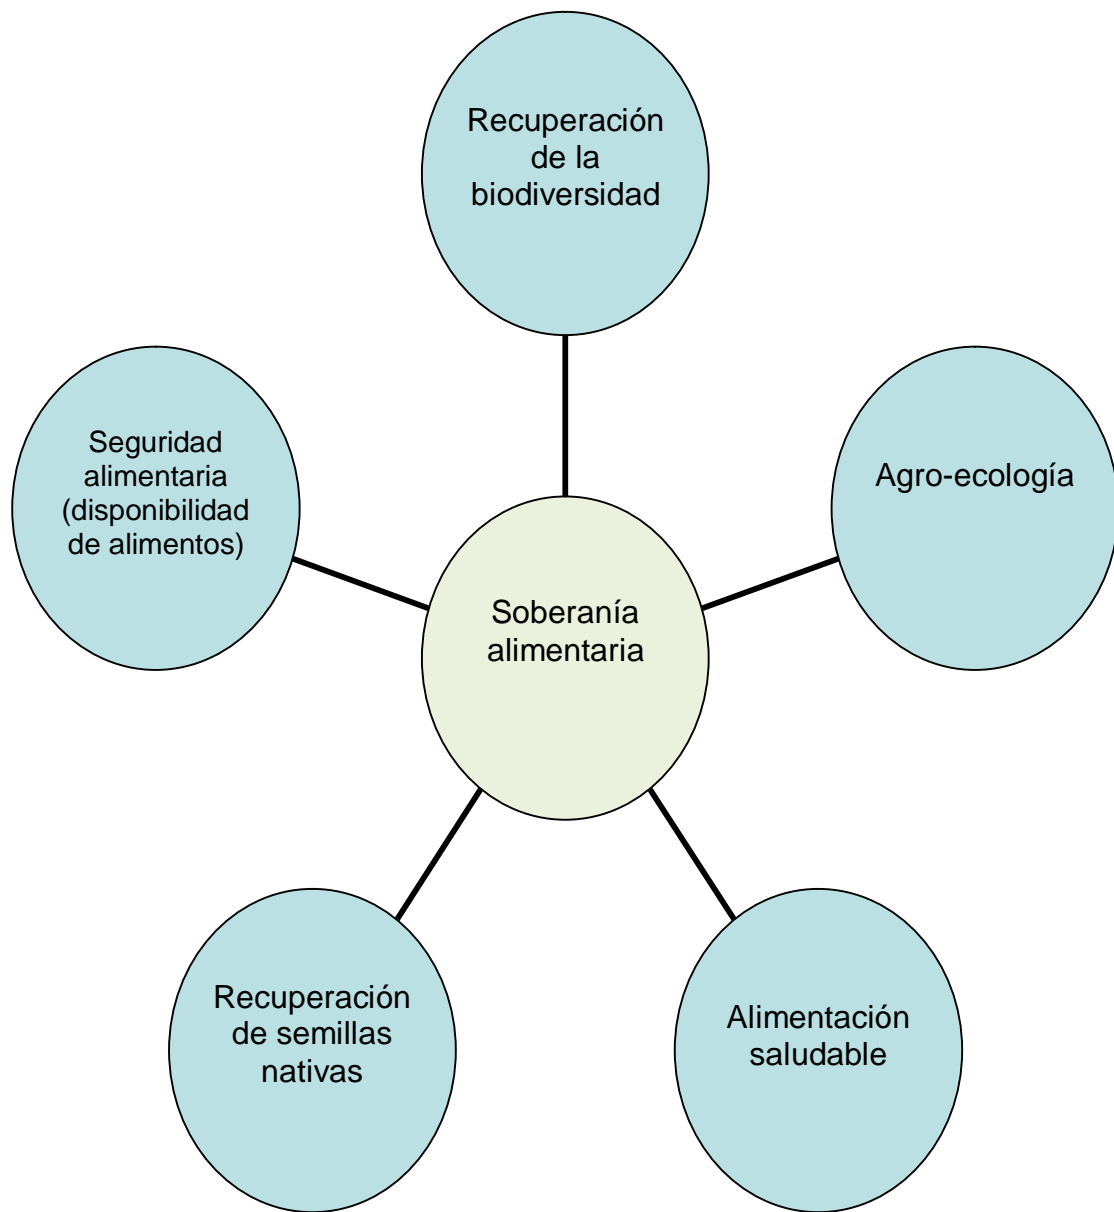 Recuperación
de la
biodiversidad
Seguridad
alimentaria
(disponibilidad
de alimentos)
Agro-ecología
Soberanía
alimentaria
Recuperación
de semillas
nativas
Alimentación
saludable